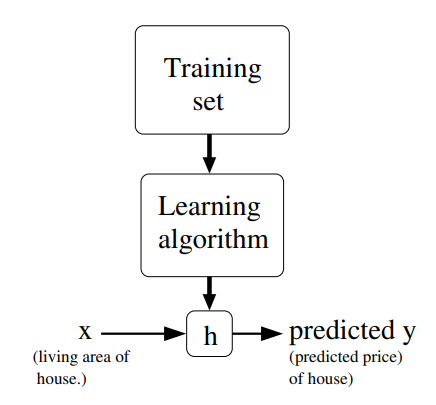 Training
set
Learning
algorithm
x
h
predicted y
(living area of
house.)
(predicted price)
of house)